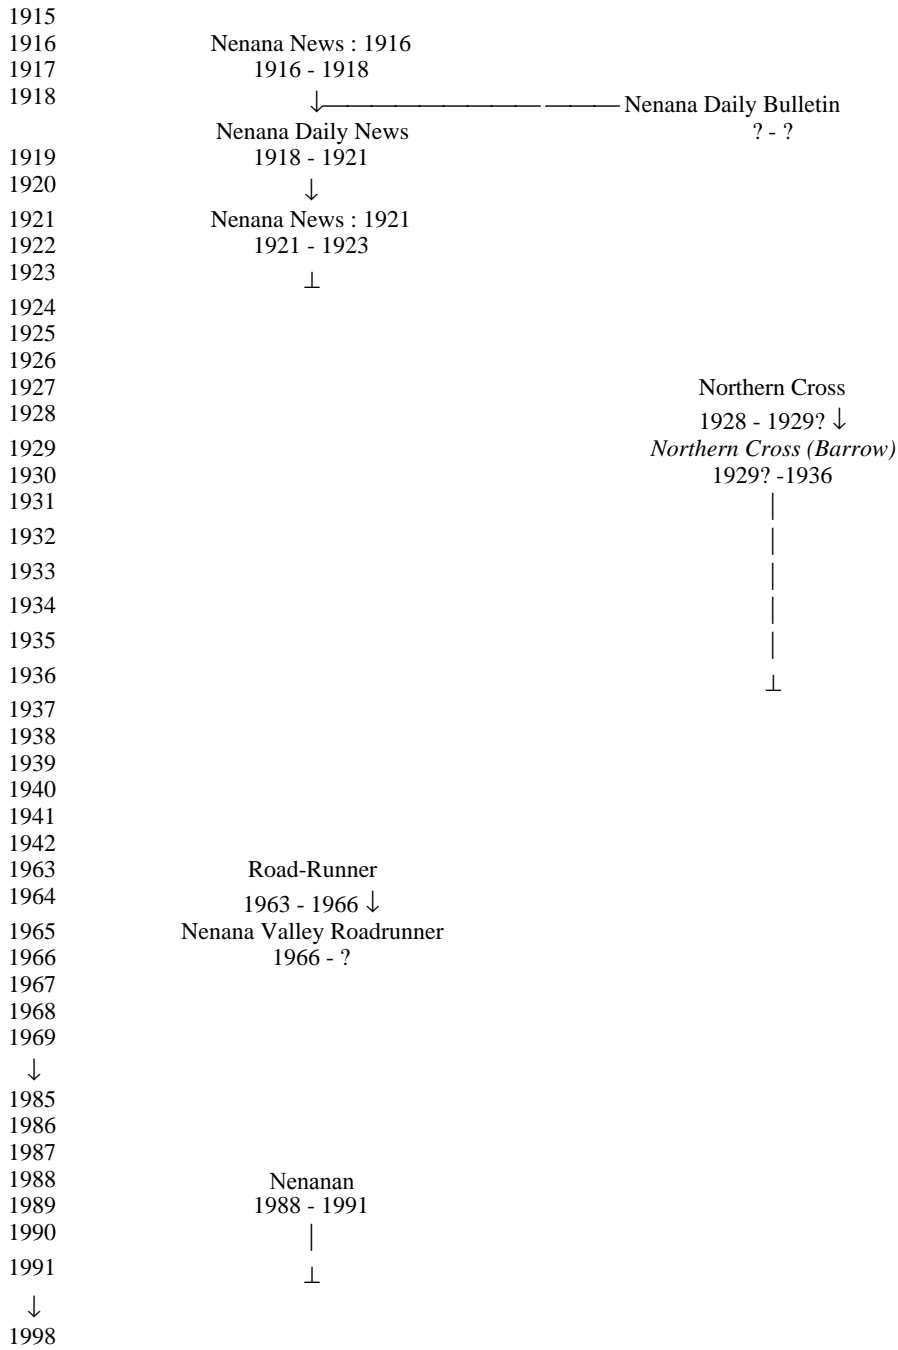 1915
1916 Nenana News : 1916
1917 1916 - 1918
1918 ↓ Nenana Daily Bulletin
Nenana Daily News ? - ?
1919 1918 - 1921
1920 ↓
1921 Nenana News : 1921
1922 1921 - 1923
1923 ⊥
1924
1925
1926
1927 Northern Cross
1928 1928 - 1929? ↓
1929 Northern Cross (Barrow)
1930 1929? -1936
1931 |
1932 |
1933 |
1934 |
1935 |
1936 ⊥
1937
1938
1939
1940
1941
1942
1963 Road-Runner
1964 1963 - 1966 ↓
1965 Nenana Valley Roadrunner
1966 1966 - ?
1967
1968
1969
↓
1985
1986
1987
1988 Nenanan
1989 1988 - 1991
1990 |
1991 ⊥
↓
1998